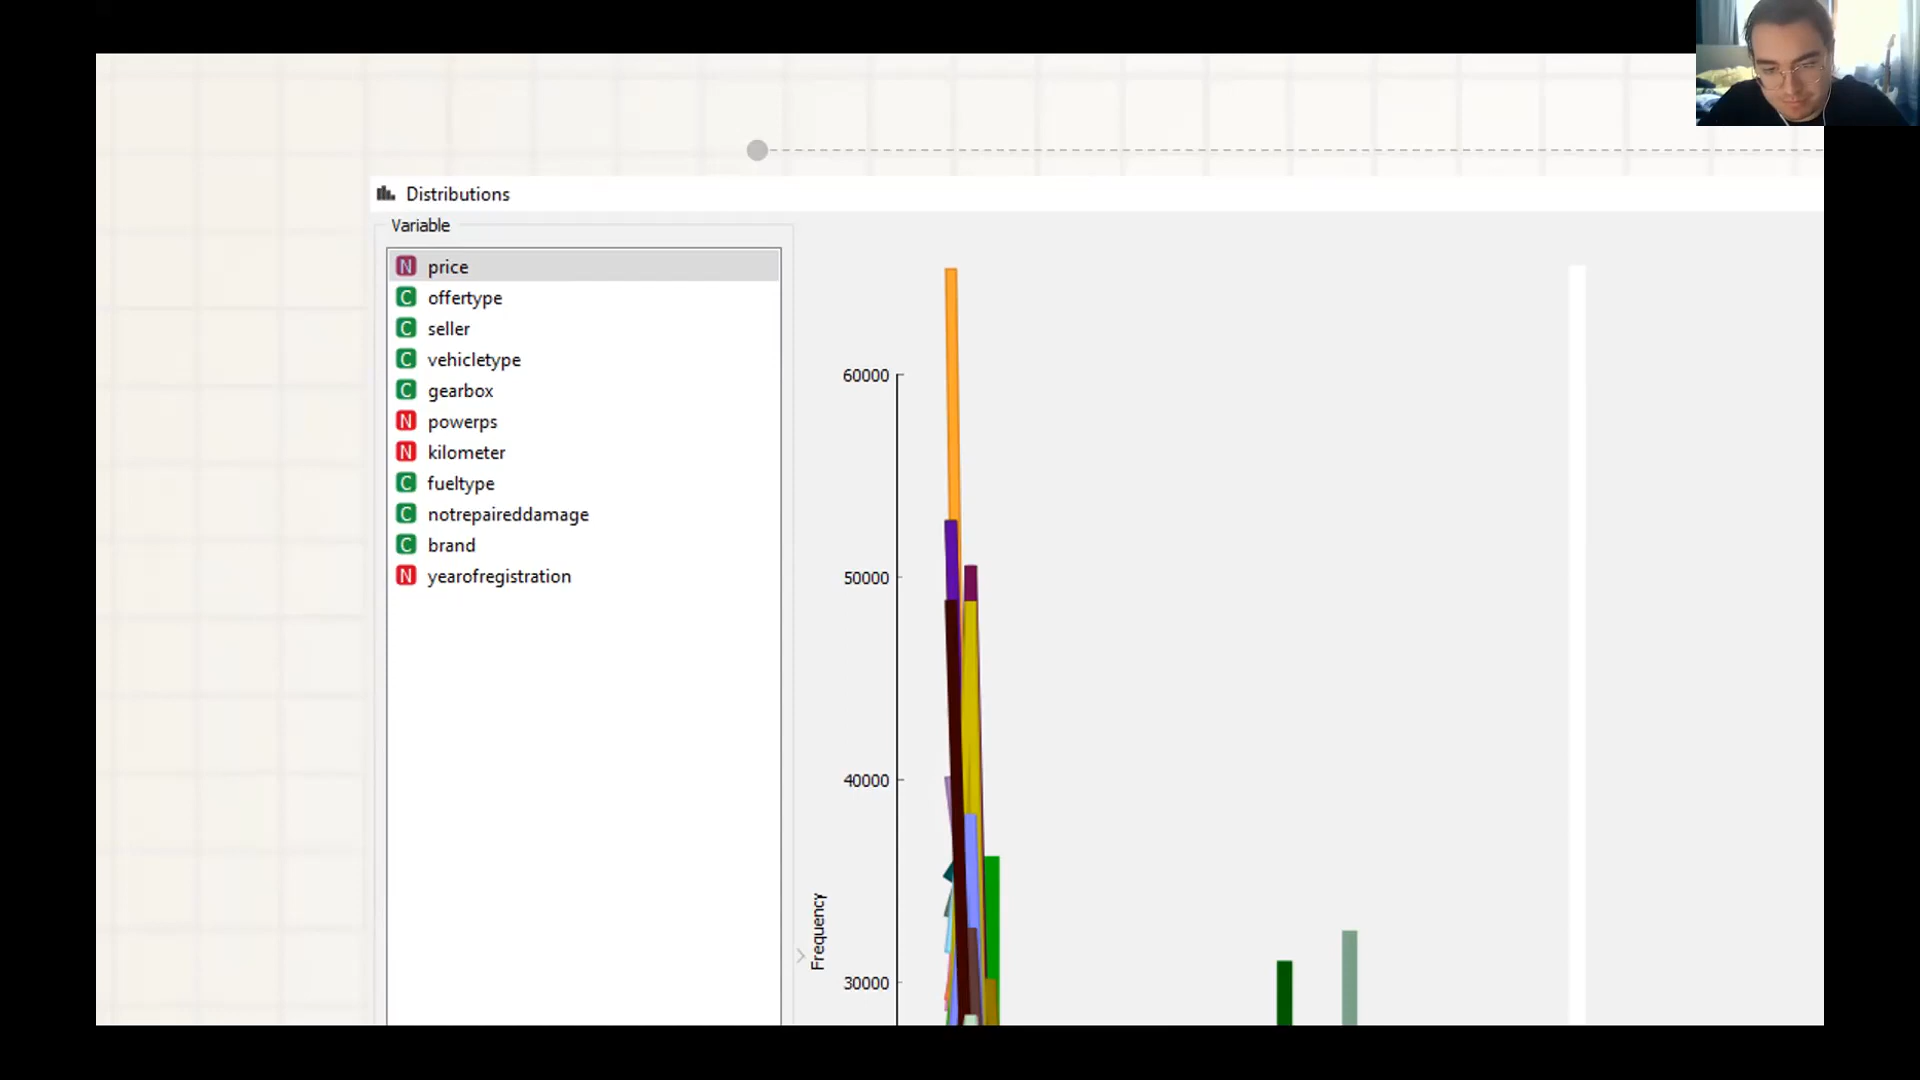 Distributions
Variable
N price
C offertype
C seller
C vehicletype
C gearbox
N powerps
N kilometer
C fueltype
C notrepaireddamage
C brand
N yearofregistration
60000
50000
40000
30000
Frequency